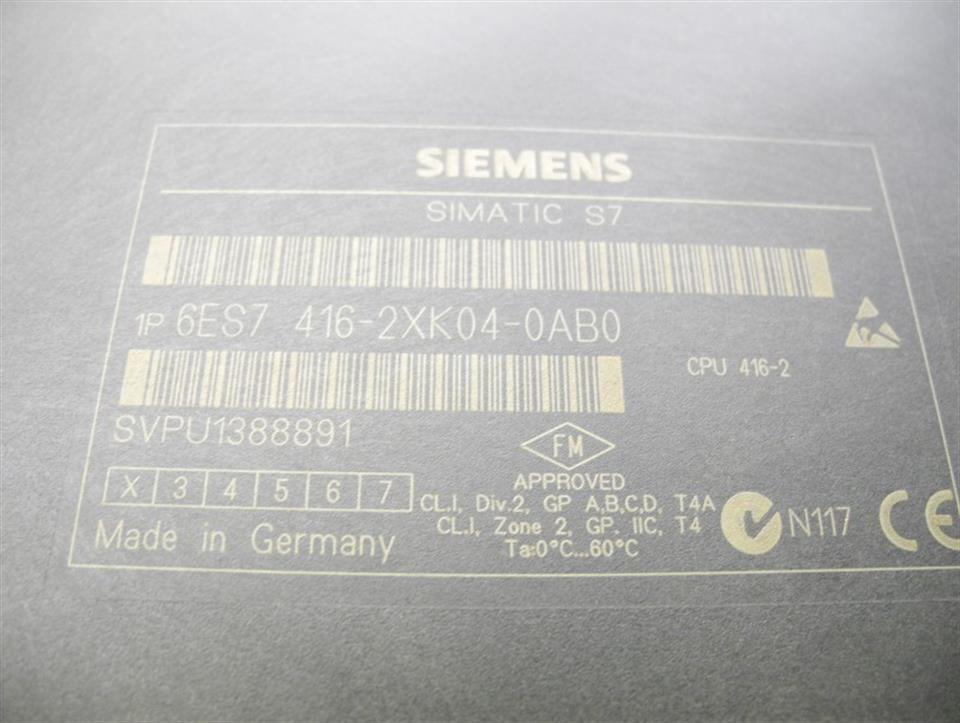 SIEMENS
SIMATIC S7
1P 6ES7 416-2XK04-0AB0
CPU 416-2
SVPU1388891
FM
APPROVED
X 3 4 5 6 7
CL.I, Div.2, GP A,B,C,D, T4A
CL.I, Zone 2, GP. IIC, T4
Ta:0°C...60°C
N117
CE
Made in Germany